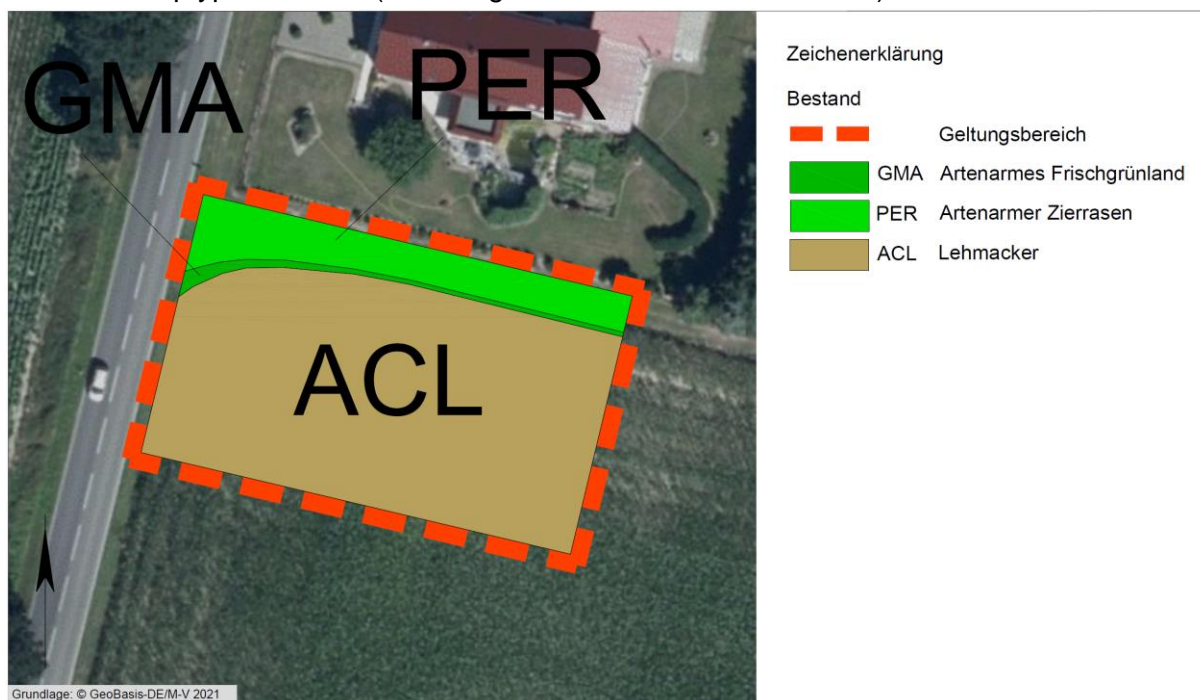 GMA
PER
ACL
Grundlage: © GeoBasis-DE/M-V 2021
Zeichenerklärung
Bestand
Geltungsbereich
GMA Artenarmes Frischgrünland
PER Artenarmer Zierrasen
ACL Lehmacker